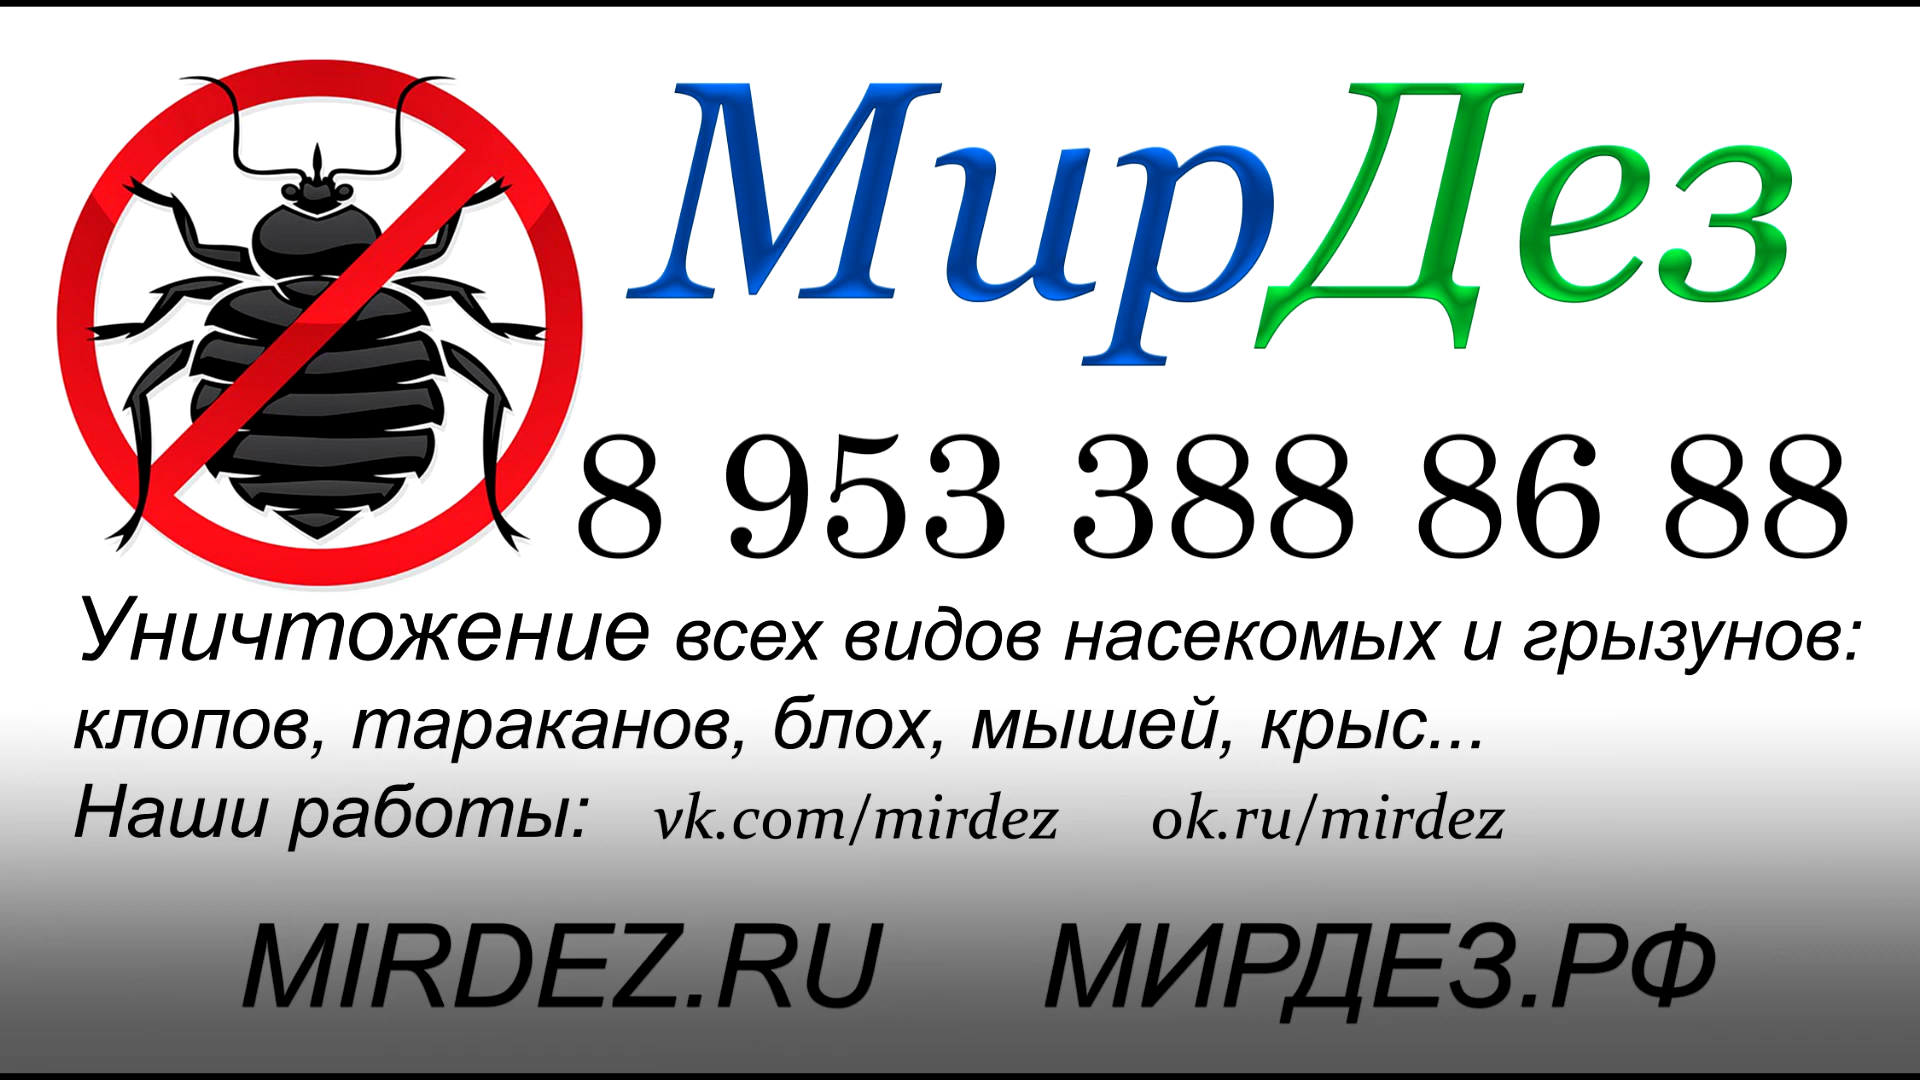 МирДез
8 953 388 86 88
Уничтожение всех видов насекомых и грызунов:
клопов, тараканов, блох, мышей, крыс...
Наши работы: vk.com/mirdez ok.ru/mirdez
MIRDEZ.RU МИРДЕЗ.РФ